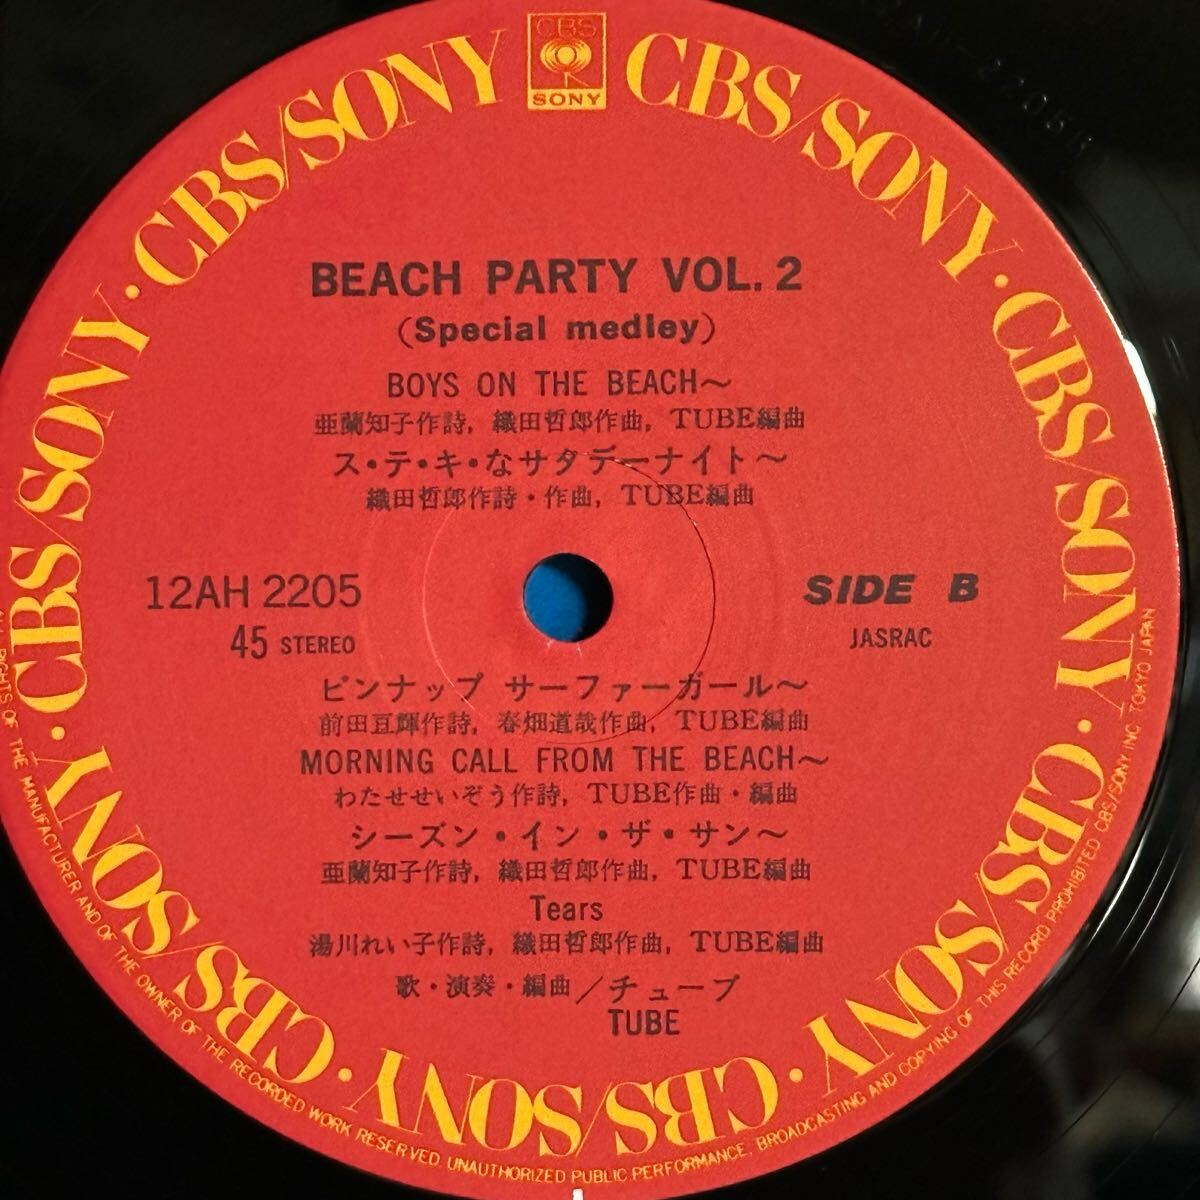 CBS
SONY
CBS/SONY · CBS/SONY · CBS/SONY · CBS/SONY · CBS/SONY · CBS/SONY · CBS/SONY · CBS/SONY · CBS/SONY
BEACH PARTY VOL. 2
(Special medley)
BOYS ON THE BEACH〜
亜蘭知子作詩, 織田哲郎作曲, TUBE編曲
ス・テ・キ・なサタデーナイト〜
織田哲郎作詩・作曲, TUBE編曲
12AH 2205
45 STEREO
SIDE B
JASRAC
ピンナップ サーファーガール〜
前田亘輝作詩, 春畑道哉作曲, TUBE編曲
MORNING CALL FROM THE BEACH〜
わたせせいぞう作詩, TUBE作曲・編曲
シーズン・イン・ザ・サン〜
亜蘭知子作詩, 織田哲郎作曲, TUBE編曲
Tears
湯川れい子作詩, 織田哲郎作曲, TUBE編曲
歌・演奏・編曲/チューブ
TUBE
RIGHTS OF THE MANUFACTURER AND OF THE OWNER OF THE RECORDED WORK RESERVED. UNAUTHORIZED PUBLIC PERFORMANCE, BROADCASTING AND COPYING OF THIS RECORD PROHIBITED CBS/SONY INC. TOKYO JAPAN